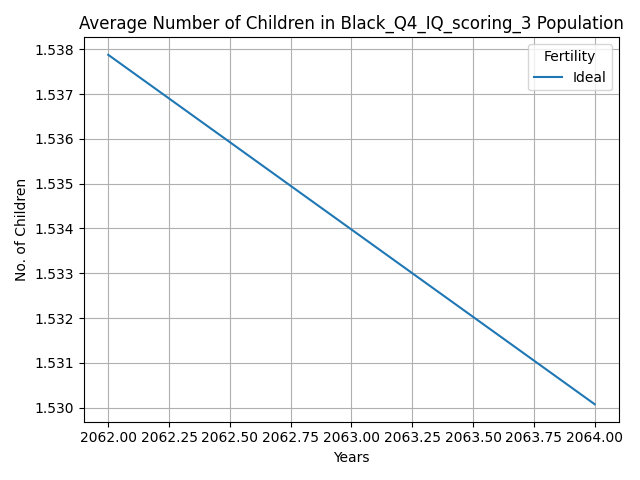 Average Number of Children in Black_Q4_IQ_scoring_3 Population
Fertility
Ideal
1.538
1.537
1.536
1.535
1.534
1.533
1.532
1.531
1.530
No. of Children
2062.00 2062.25 2062.50 2062.75 2063.00 2063.25 2063.50 2063.75 2064.00
Years